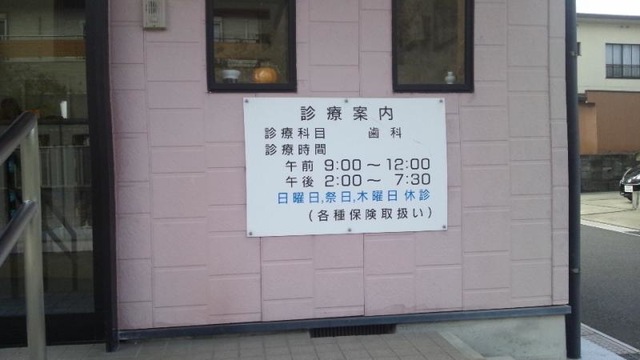 診療案内
診療科目 歯科
診療時間
午前 9:00～12:00
午後 2:00～ 7:30
日曜日,祭日,木曜日休診
(各種保険取扱い)